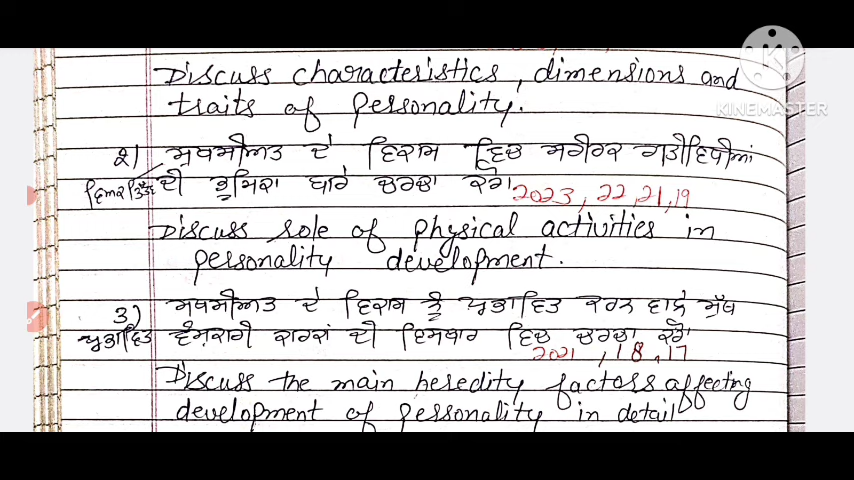 Discuss characteristics, dimensions and
traits of personality.
KINEMASTER
2) ਸ਼ਖਸੀਅਤ ਦੇ ਵਿਕਾਸ ਵਿੱਚ ਸਰੀਰਕ ਗਤੀਵਿਧੀਆਂ
ਦੀ ਭੂਮਿਕਾ ਬਾਰੇ ਚਰਚਾ ਕਰੋ 2023, 22, 21, 19
Discuss role of physical activities in
personality development.
3) ਸ਼ਖਸੀਅਤ ਦੇ ਵਿਕਾਸ ਨੂੰ ਪ੍ਰਭਾਵਿਤ ਕਰਨ ਵਾਲੇ ਮੁੱਖ
ਪ੍ਰਭਾਵਿਤ ਵੰਸ਼ਾਗਤ ਕਾਰਕਾਂ ਦੀ ਵਿਸਥਾਰ ਵਿੱਚ ਚਰਚਾ ਕਰੋ
2021, 18, 17
Discuss the main heredity factors affecting
development of personality in detail